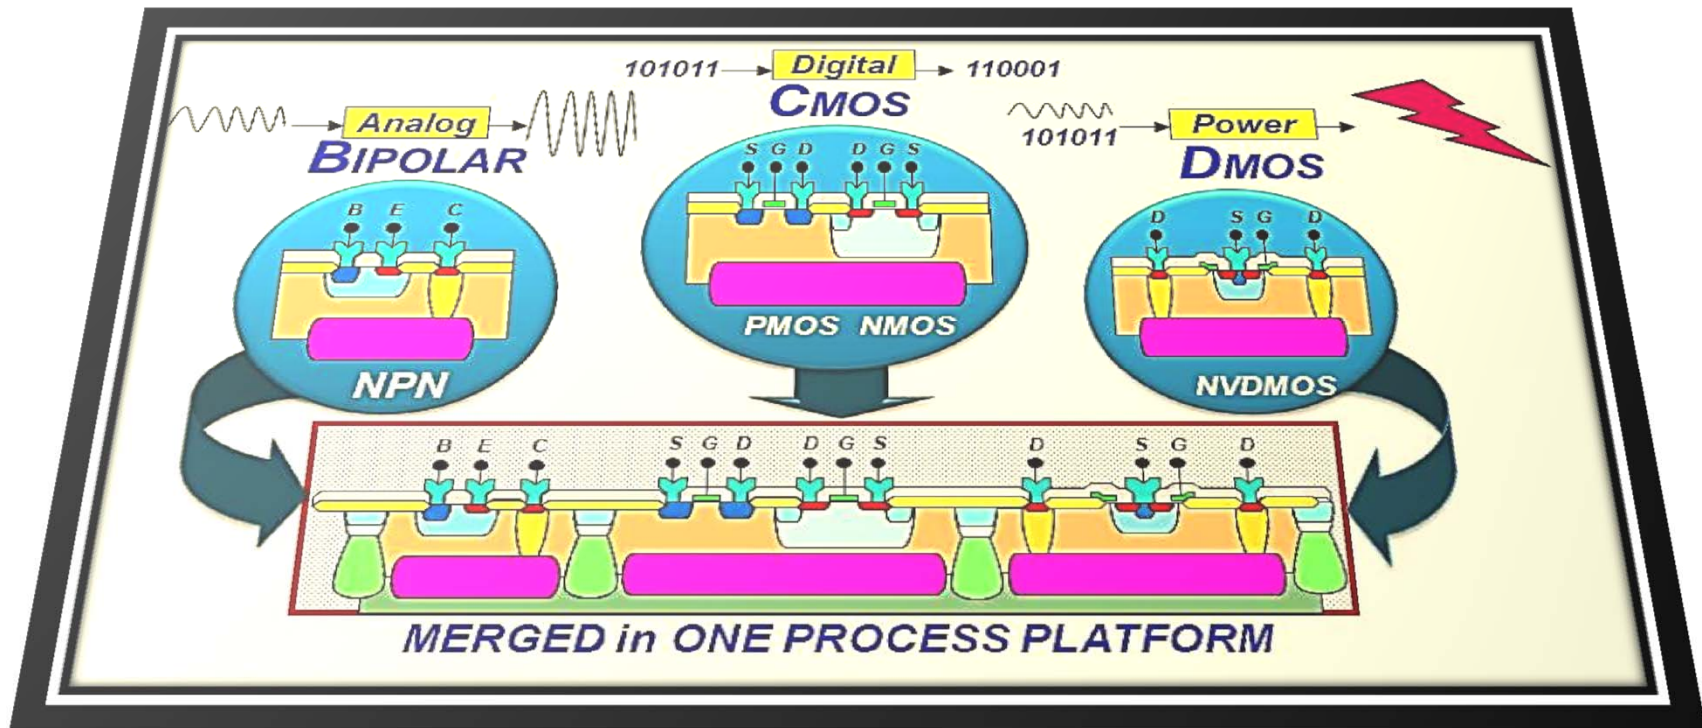 101011 Digital 110001
CMOS
Analog
BIPOLAR
101011 Power
DMOS
B E C
NPN
S G D D G S
PMOS NMOS
D S G D
NVDMOS
B E C S G D D G S D S G D
MERGED in ONE PROCESS PLATFORM